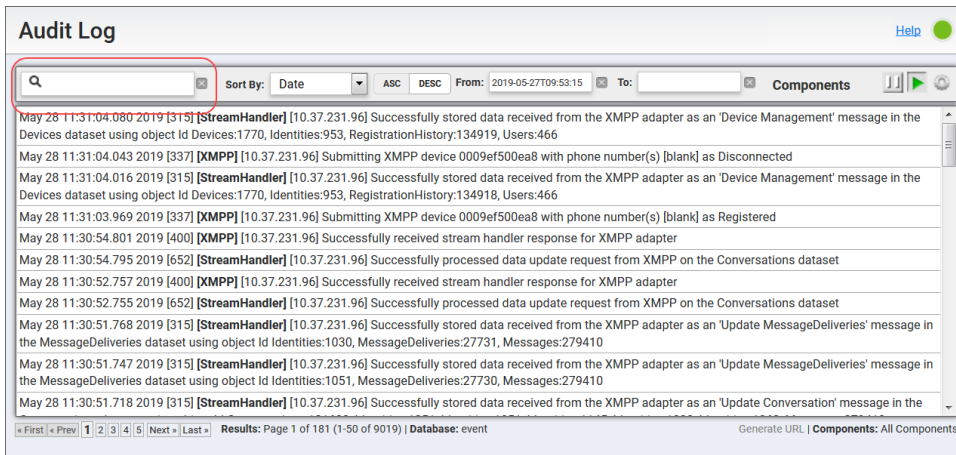 Audit Log
Help
Sort By: Date ASC DESC From: 2019-05-27T09:53:15 To: Components
May 28 11:31:04.080 2019 [315] [StreamHandler] [10.37.231.96] Successfully stored data received from the XMPP adapter as an 'Device Management' message in the
Devices dataset using object Id Devices:1770, Identities:953, RegistrationHistory:134919, Users:466
May 28 11:31:04.043 2019 [337] [XMPP] [10.37.231.96] Submitting XMPP device 0009ef500ea8 with phone number(s) [blank] as Disconnected
May 28 11:31:04.016 2019 [315] [StreamHandler] [10.37.231.96] Successfully stored data received from the XMPP adapter as an 'Device Management' message in the
Devices dataset using object Id Devices:1770, Identities:953, RegistrationHistory:134918, Users:466
May 28 11:31:03.969 2019 [337] [XMPP] [10.37.231.96] Submitting XMPP device 0009ef500ea8 with phone number(s) [blank] as Registered
May 28 11:30:54.801 2019 [400] [XMPP] [10.37.231.96] Successfully received stream handler response for XMPP adapter
May 28 11:30:54.795 2019 [652] [StreamHandler] [10.37.231.96] Successfully processed data update request from XMPP on the Conversations dataset
May 28 11:30:52.757 2019 [400] [XMPP] [10.37.231.96] Successfully received stream handler response for XMPP adapter
May 28 11:30:52.755 2019 [652] [StreamHandler] [10.37.231.96] Successfully processed data update request from XMPP on the Conversations dataset
May 28 11:30:51.768 2019 [315] [StreamHandler] [10.37.231.96] Successfully stored data received from the XMPP adapter as an 'Update MessageDeliveries' message in
the MessageDeliveries dataset using object Id Identities:1030, MessageDeliveries:27731, Messages:279410
May 28 11:30:51.747 2019 [315] [StreamHandler] [10.37.231.96] Successfully stored data received from the XMPP adapter as an 'Update MessageDeliveries' message in
the MessageDeliveries dataset using object Id Identities:1051, MessageDeliveries:27730, Messages:279410
May 28 11:30:51.718 2019 [315] [StreamHandler] [10.37.231.96] Successfully stored data received from the XMPP adapter as an 'Update Conversation' message in the
« First « Prev 1 2 3 4 5 Next » Last » Results: Page 1 of 181 (1-50 of 9019) | Database: event Generate URL | Components: All Components